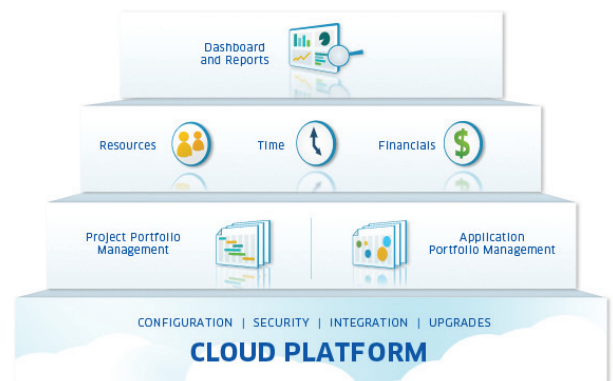 Dashboard
and Reports
Resources
Time
Financials
$
Project Portfolio
Management
Application
Portfolio Management
CONFIGURATION | SECURITY | INTEGRATION | UPGRADES
CLOUD PLATFORM